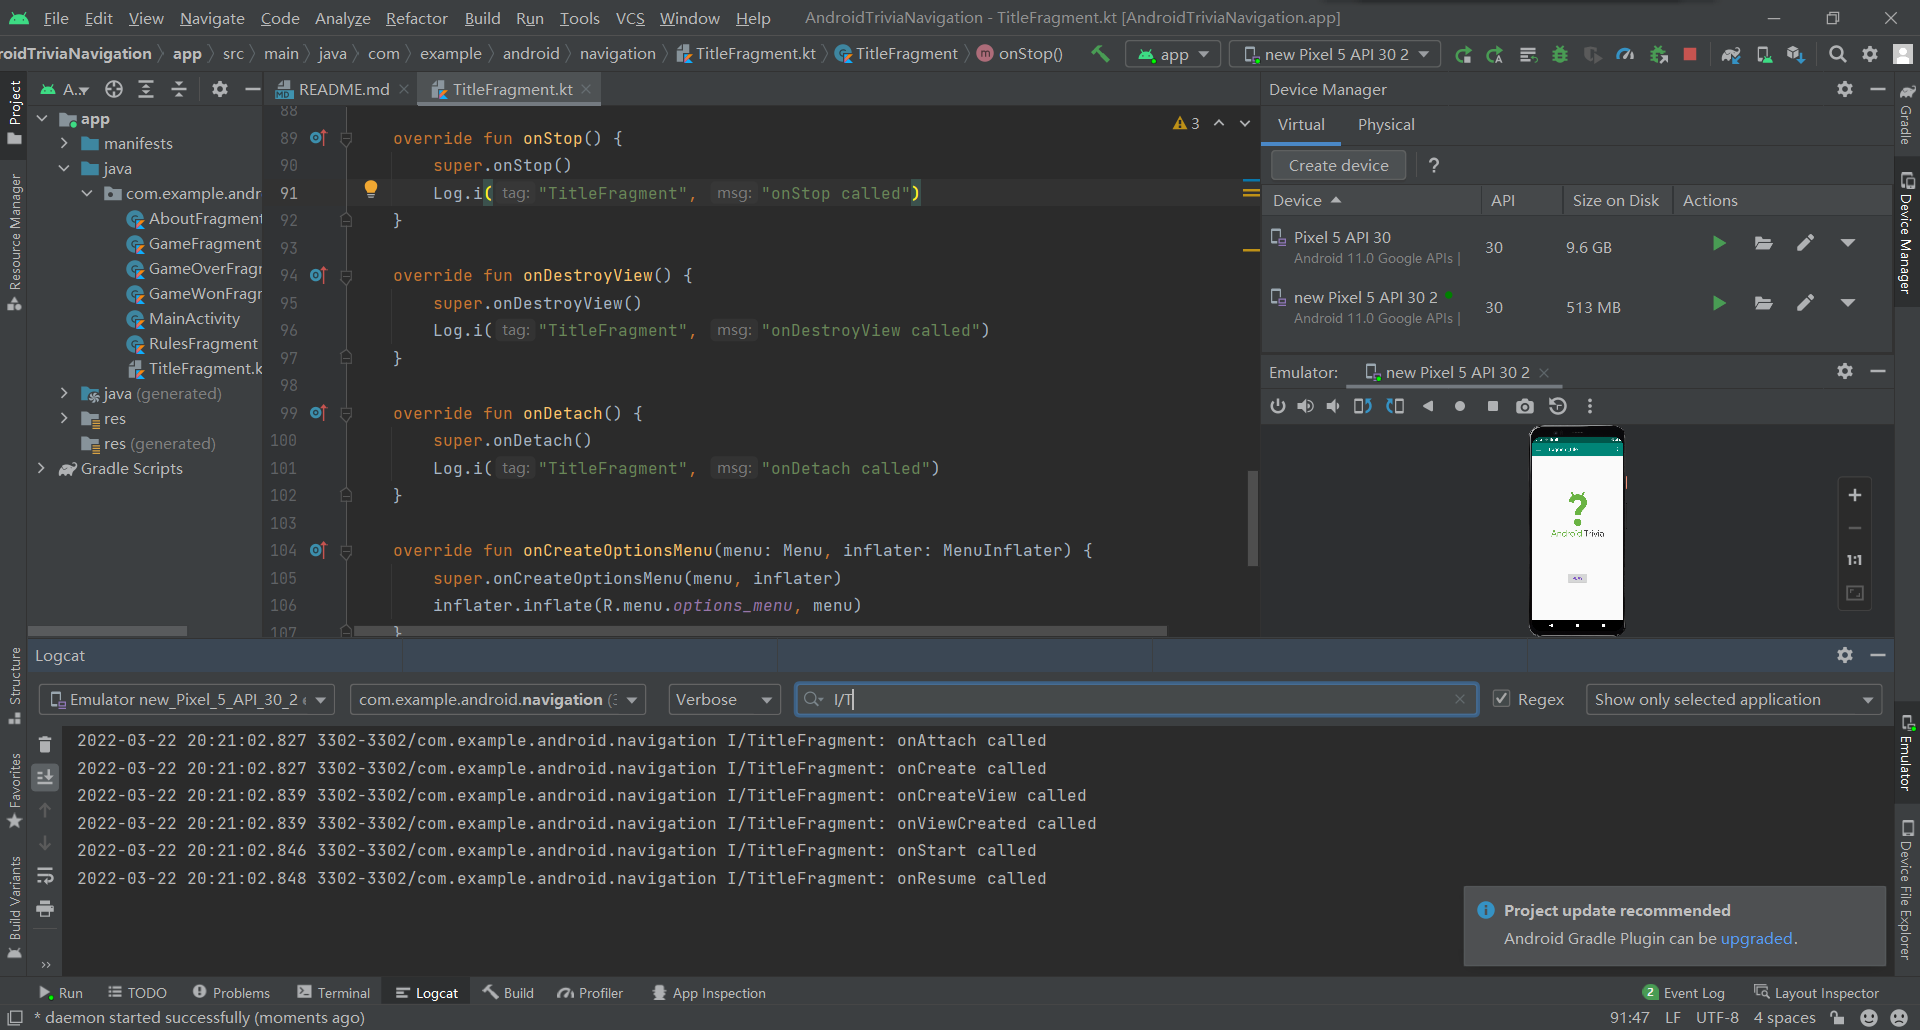 File Edit View Navigate Code Analyze Refactor Build Run Tools VCS Window Help AndroidTriviaNavigation - TitleFragment.kt [AndroidTriviaNavigation.app]
roidTriviaNavigation app src main java com example android navigation TitleFragment.kt TitleFragment onStop() app new Pixel 5 API 30 2
Project
Resource Manager
Structure
Favorites
Build Variants
A..
app
manifests
java
com.example.andr
AboutFragment
GameFragment
GameOverFragr
GameWonFragr
MainActivity
RulesFragment
TitleFragment.k
java (generated)
res
res (generated)
Gradle Scripts
README.md TitleFragment.kt
3
88
89 override fun onStop() {
90 super.onStop()
91 Log.i( tag: "TitleFragment", msg: "onStop called")
92 }
93
94 override fun onDestroyView() {
95 super.onDestroyView()
96 Log.i( tag: "TitleFragment", msg: "onDestroyView called")
97 }
98
99 override fun onDetach() {
100 super.onDetach()
101 Log.i( tag: "TitleFragment", msg: "onDetach called")
102 }
103
104 override fun onCreateOptionsMenu(menu: Menu, inflater: MenuInflater) {
105 super.onCreateOptionsMenu(menu, inflater)
106 inflater.inflate(R.menu.options_menu, menu)
107 }
Device Manager
Virtual Physical
Create device ?
Device API Size on Disk Actions
Pixel 5 API 30 30 9.6 GB
Android 11.0 Google APIs |
new Pixel 5 API 30 2 30 513 MB
Android 11.0 Google APIs |
Emulator: new Pixel 5 API 30 2
Android Trivia
1:1
Gradle
Device Manager
Emulator
Device File Explorer
Logcat
Emulator new_Pixel_5_API_30_2 com.example.android.navigation Verbose I/T Regex Show only selected application
2022-03-22 20:21:02.827 3302-3302/com.example.android.navigation I/TitleFragment: onAttach called
2022-03-22 20:21:02.827 3302-3302/com.example.android.navigation I/TitleFragment: onCreate called
2022-03-22 20:21:02.839 3302-3302/com.example.android.navigation I/TitleFragment: onCreateView called
2022-03-22 20:21:02.839 3302-3302/com.example.android.navigation I/TitleFragment: onViewCreated called
2022-03-22 20:21:02.846 3302-3302/com.example.android.navigation I/TitleFragment: onStart called
2022-03-22 20:21:02.848 3302-3302/com.example.android.navigation I/TitleFragment: onResume called
Project update recommended
Android Gradle Plugin can be upgraded.
Run TODO Problems Terminal Logcat Build Profiler App Inspection 2 Event Log Layout Inspector
* daemon started successfully (moments ago) 91:47 LF UTF-8 4 spaces